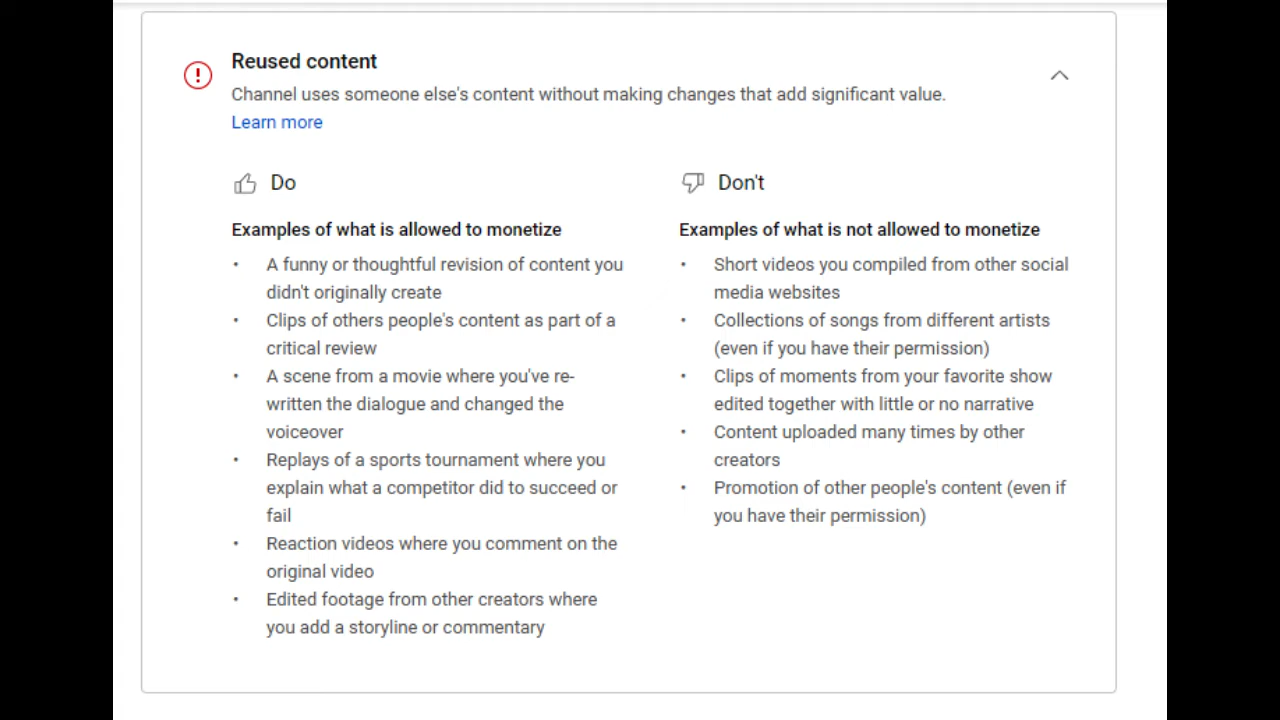 Reused content
Channel uses someone else's content without making changes that add significant value.
Learn more
Do
Examples of what is allowed to monetize
• A funny or thoughtful revision of content you
didn't originally create
• Clips of others people's content as part of a
critical review
• A scene from a movie where you've re-
written the dialogue and changed the
voiceover
• Replays of a sports tournament where you
explain what a competitor did to succeed or
fail
• Reaction videos where you comment on the
original video
• Edited footage from other creators where
you add a storyline or commentary
Don't
Examples of what is not allowed to monetize
• Short videos you compiled from other social
media websites
• Collections of songs from different artists
(even if you have their permission)
• Clips of moments from your favorite show
edited together with little or no narrative
• Content uploaded many times by other
creators
• Promotion of other people's content (even if
you have their permission)